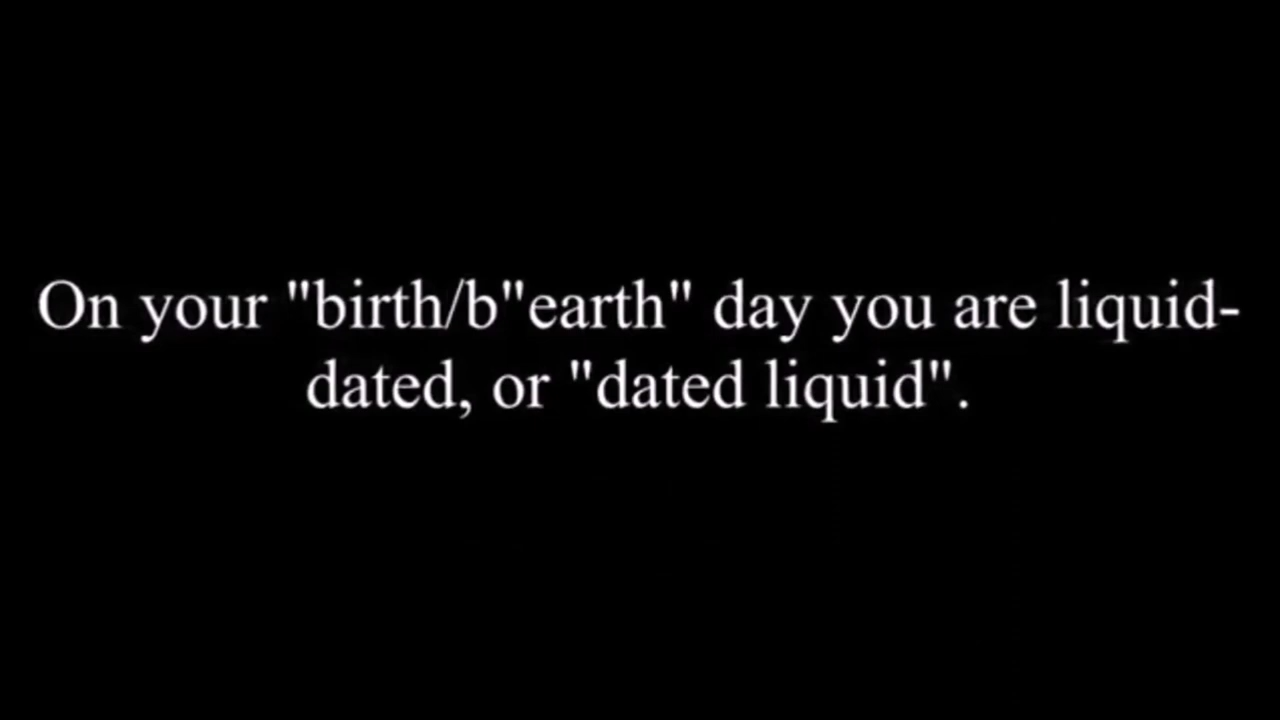 On your "birth/b"earth" day you are liquid-
dated, or "dated liquid".